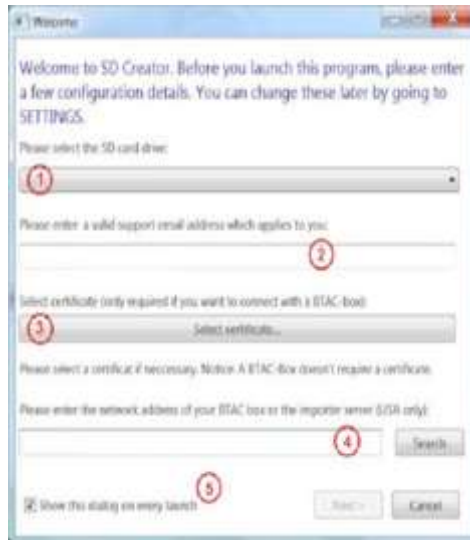 Welcome
Welcome to SD Creator. Before you launch this program, please enter
a few configuration details. You can change these later by going to
SETTINGS.
Please select the SD card drive:
1
Please enter a valid support email address which applies to you:
2
Select certificate (only required if you want to connect with a BTAC-box)
3 Select certificate...
Please select a certificat if neccessary. Notice A BTAC-Box doesn't require a certificate.
Please enter the network address of your BTAC box or the importer server (USA only):
4 Search
5
Show this dialog on every launch Next > Cancel